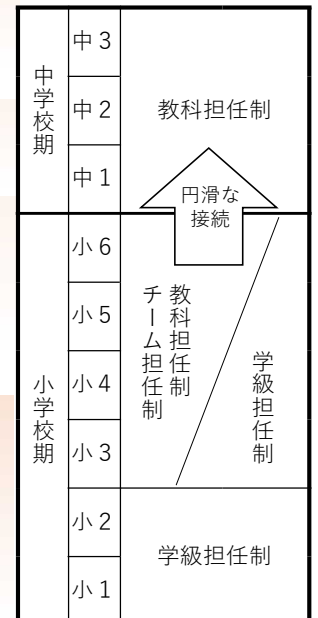 中学校期
中３
中２
中１
教科担任制
円滑な
接続
小学校期
小６
小５
小４
小３
小２
小１
教科担任制
チーム担任制
学級担任制
学級担任制